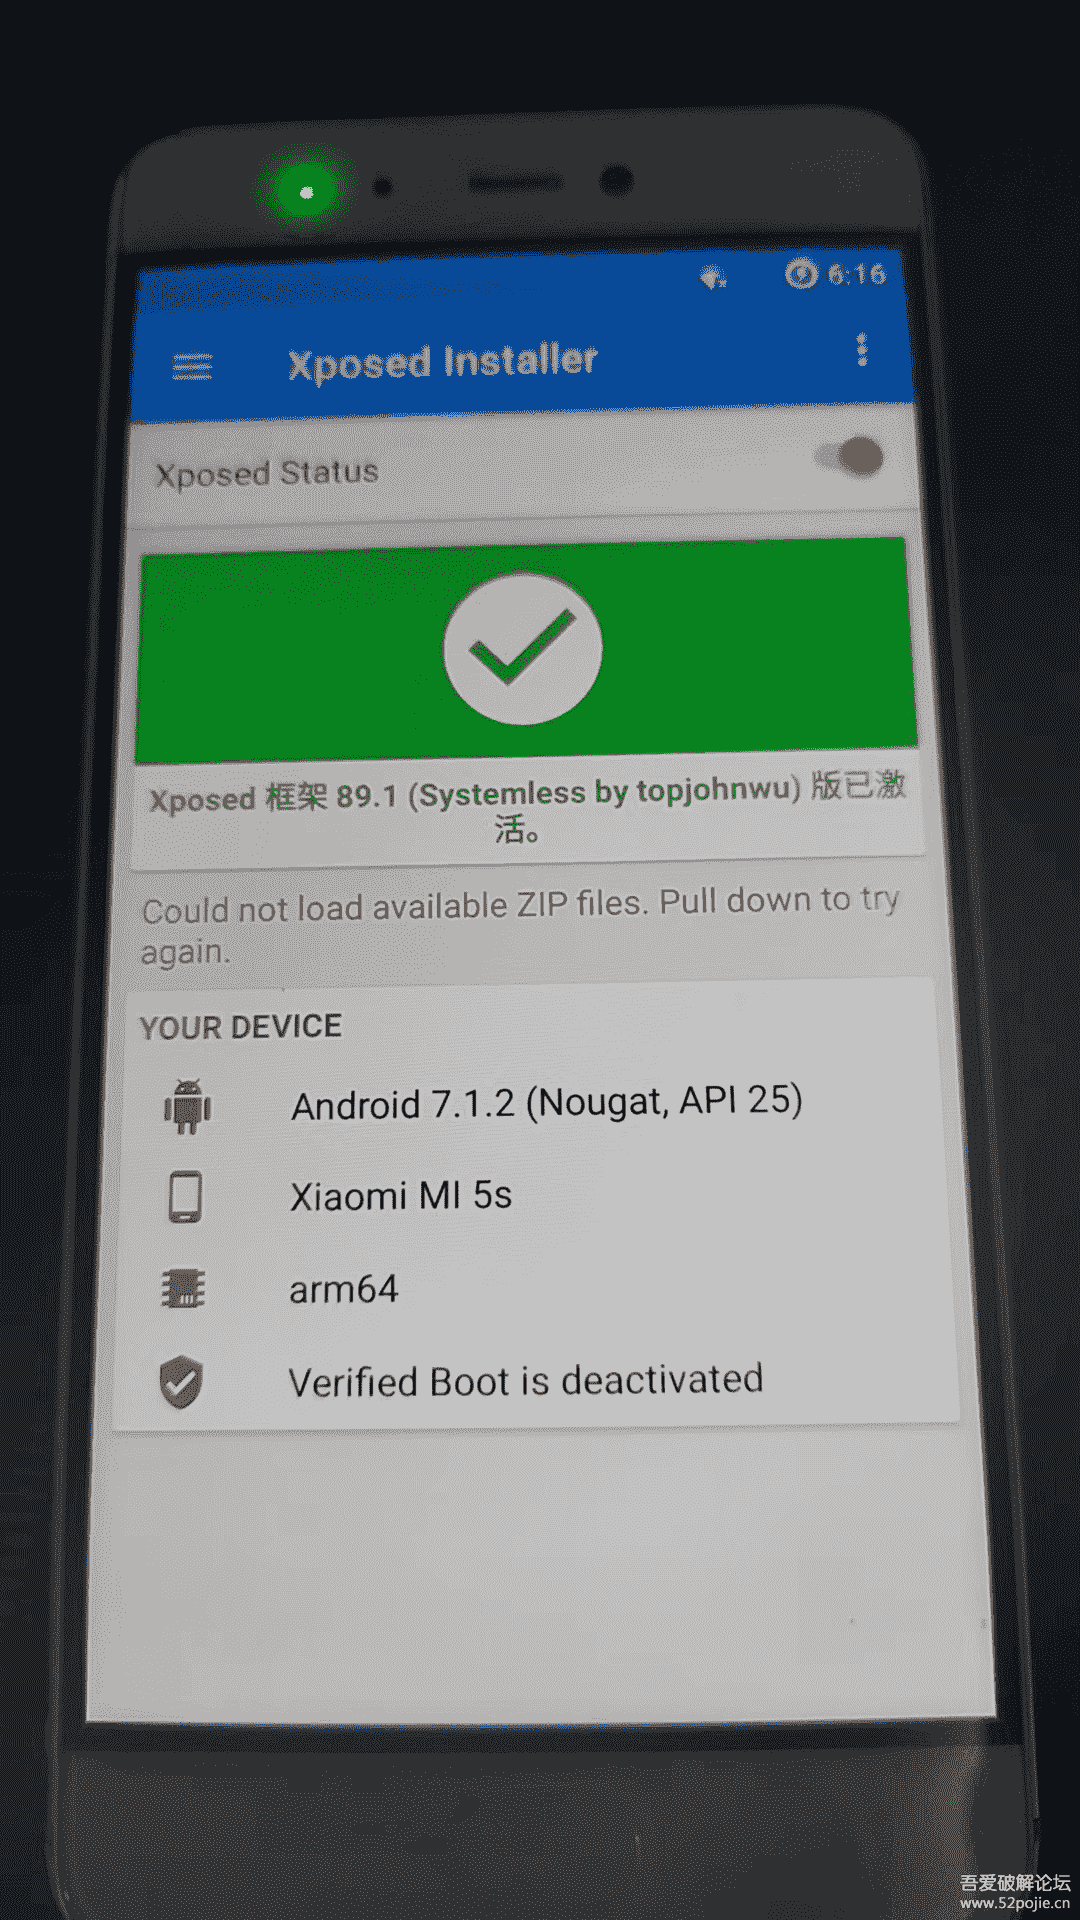 6:16
Xposed Installer
Xposed Status
Xposed 框架 89.1 (Systemless by topjohnwu) 版已激
活。
Could not load available ZIP files. Pull down to try
again.
YOUR DEVICE
Android 7.1.2 (Nougat, API 25)
Xiaomi MI 5s
arm64
Verified Boot is deactivated
吾爱破解论坛
www.52pojie.cn